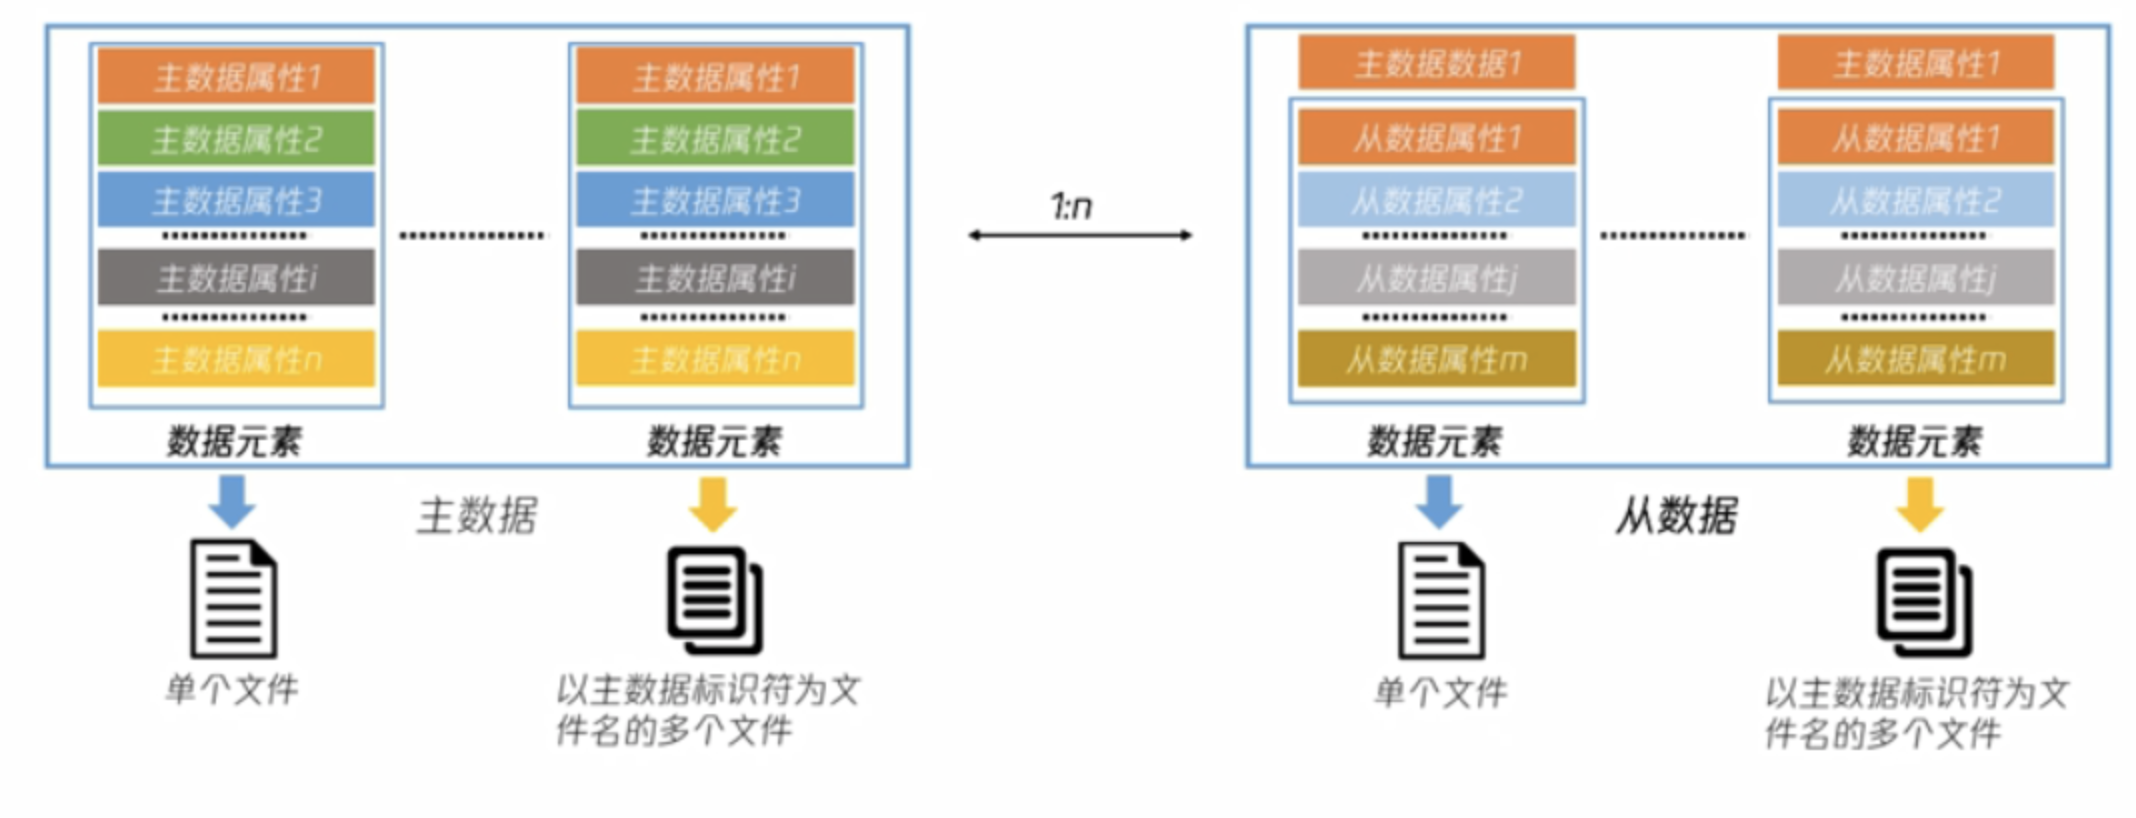 主数据属性1
主数据属性2
主数据属性3
主数据属性i
主数据属性n
数据元素
主数据属性1
主数据属性2
主数据属性3
主数据属性i
主数据属性n
数据元素
主数据
单个文件
以主数据标识符为文
件名的多个文件
1:n
主数据数据1
从数据属性1
从数据属性2
从数据属性j
从数据属性m
数据元素
主数据属性1
从数据属性1
从数据属性2
从数据属性j
从数据属性m
数据元素
从数据
单个文件
以主数据标识符为文
件名的多个文件